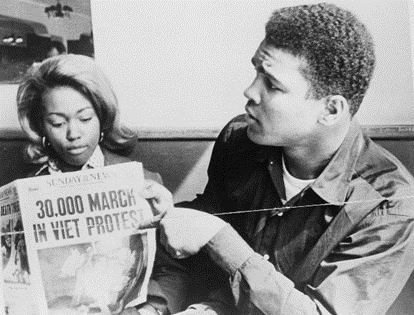 SUNDAY NEWS
30,000 MARCH
IN VIET PROTEST